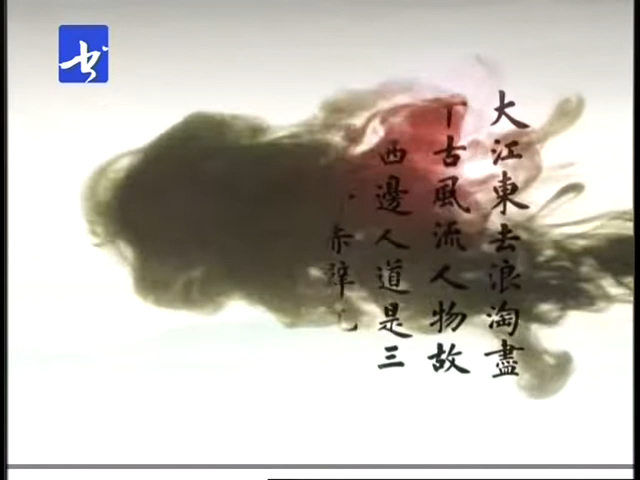 书
大江東去浪淘盡
古風流人物故
西邊人道是三
赤壁